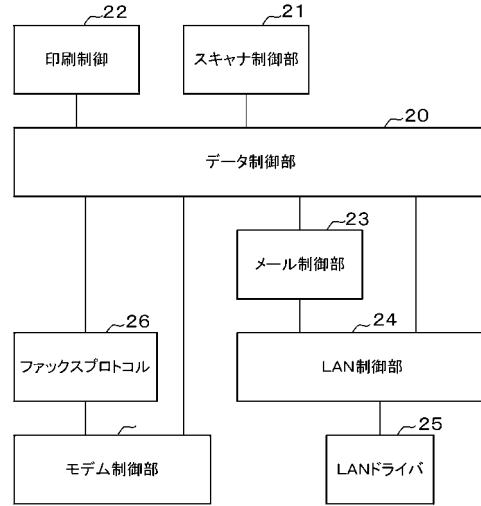 22
印刷制御
21
スキャナ制御部
20
データ制御部
23
メール制御部
26
ファックスプロトコル
24
LAN制御部
モデム制御部
25
LANドライバ